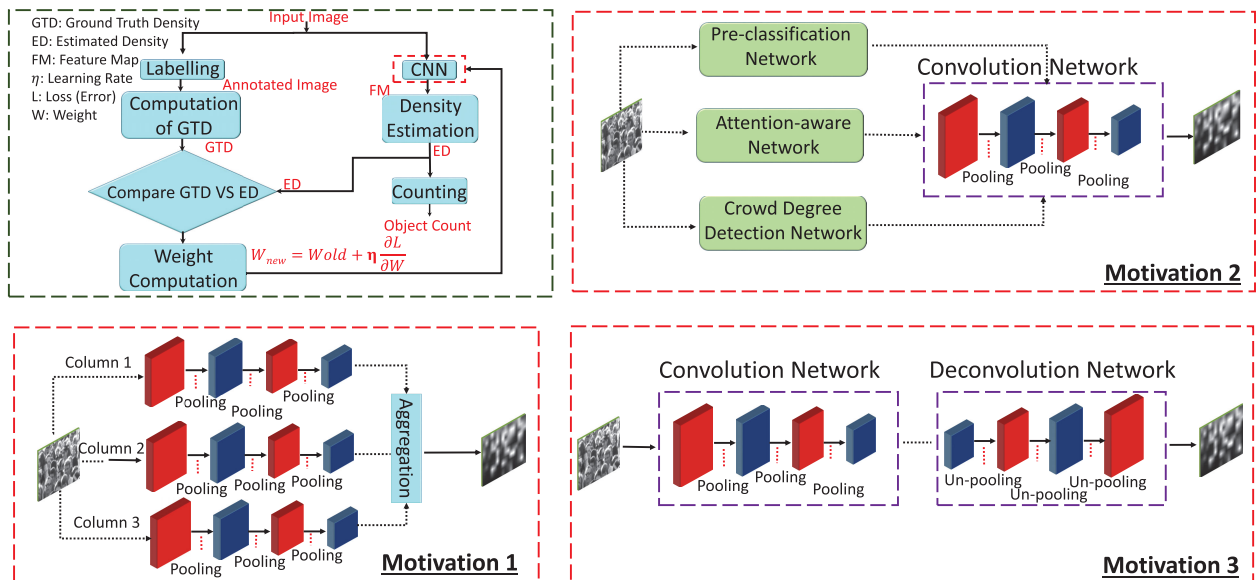 GTD: Ground Truth Density
ED: Estimated Density
FM: Feature Map
η: Learning Rate
L: Loss (Error)
W: Weight
Input Image
Labelling
CNN
Annotated Image
FM
Computation
of GTD
Density
Estimation
GTD
ED
Compare GTD VS ED
ED
Counting
Object Count
Weight
Computation
W_new = Wold + η ∂L/∂W
Pre-classification
Network
Attention-aware
Network
Crowd Degree
Detection Network
Convolution Network
Pooling
Pooling
Pooling
Motivation 2
Column 1
Pooling
Pooling
Pooling
Column 2
Pooling
Pooling
Pooling
Column 3
Pooling
Pooling
Pooling
Aggregation
Motivation 1
Convolution Network
Pooling
Pooling
Pooling
Deconvolution Network
Un-pooling
Un-pooling
Un-pooling
Motivation 3